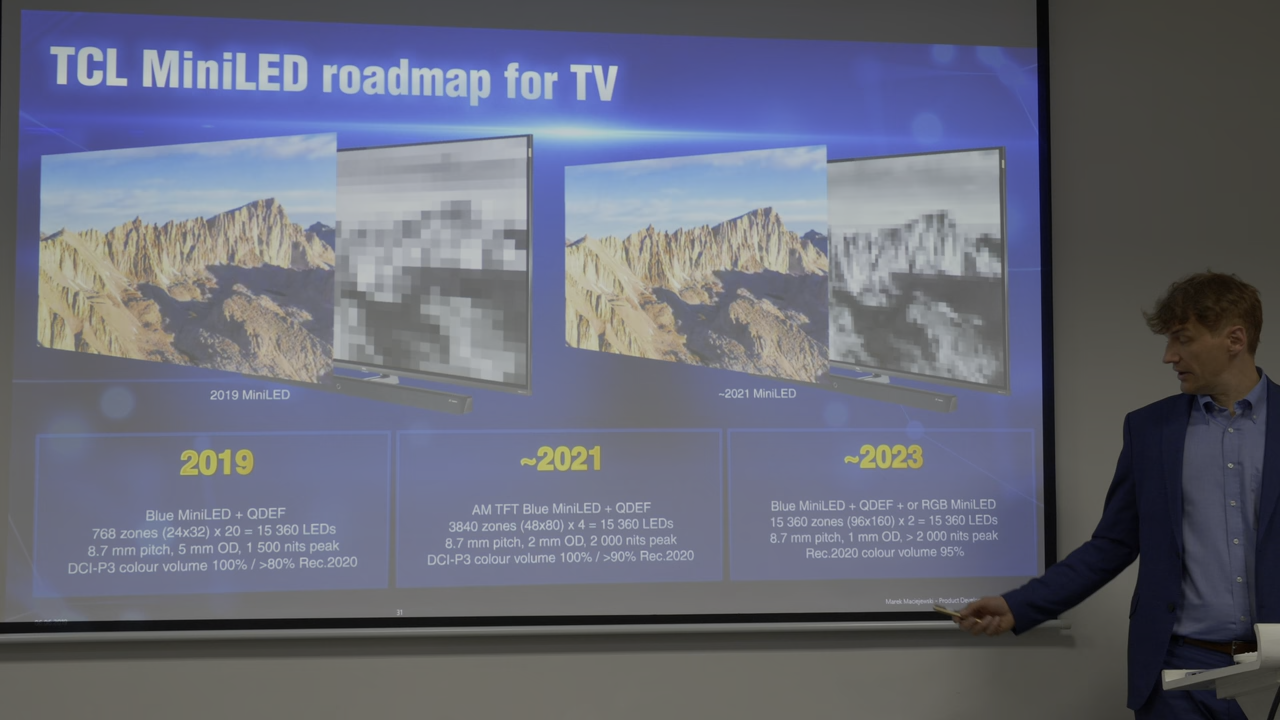 TCL MiniLED roadmap for TV
2019 MiniLED
~2021 MiniLED
2019
Blue MiniLED + QDEF
768 zones (24x32) x 20 = 15 360 LEDs
8.7 mm pitch, 5 mm OD, 1 500 nits peak
DCI-P3 colour volume 100% / >80% Rec.2020
~2021
AM TFT Blue MiniLED + QDEF
3840 zones (48x80) x 4 = 15 360 LEDs
8.7 mm pitch, 2 mm OD, 2 000 nits peak
DCI-P3 colour volume 100% / >90% Rec.2020
~2023
Blue MiniLED + QDEF + or RGB MiniLED
15 360 zones (96x160) x 2 = 15 360 LEDs
8.7 mm pitch, 1 mm OD, > 2 000 nits peak
Rec.2020 colour volume 95%
31
Marek Maciejewski – Product